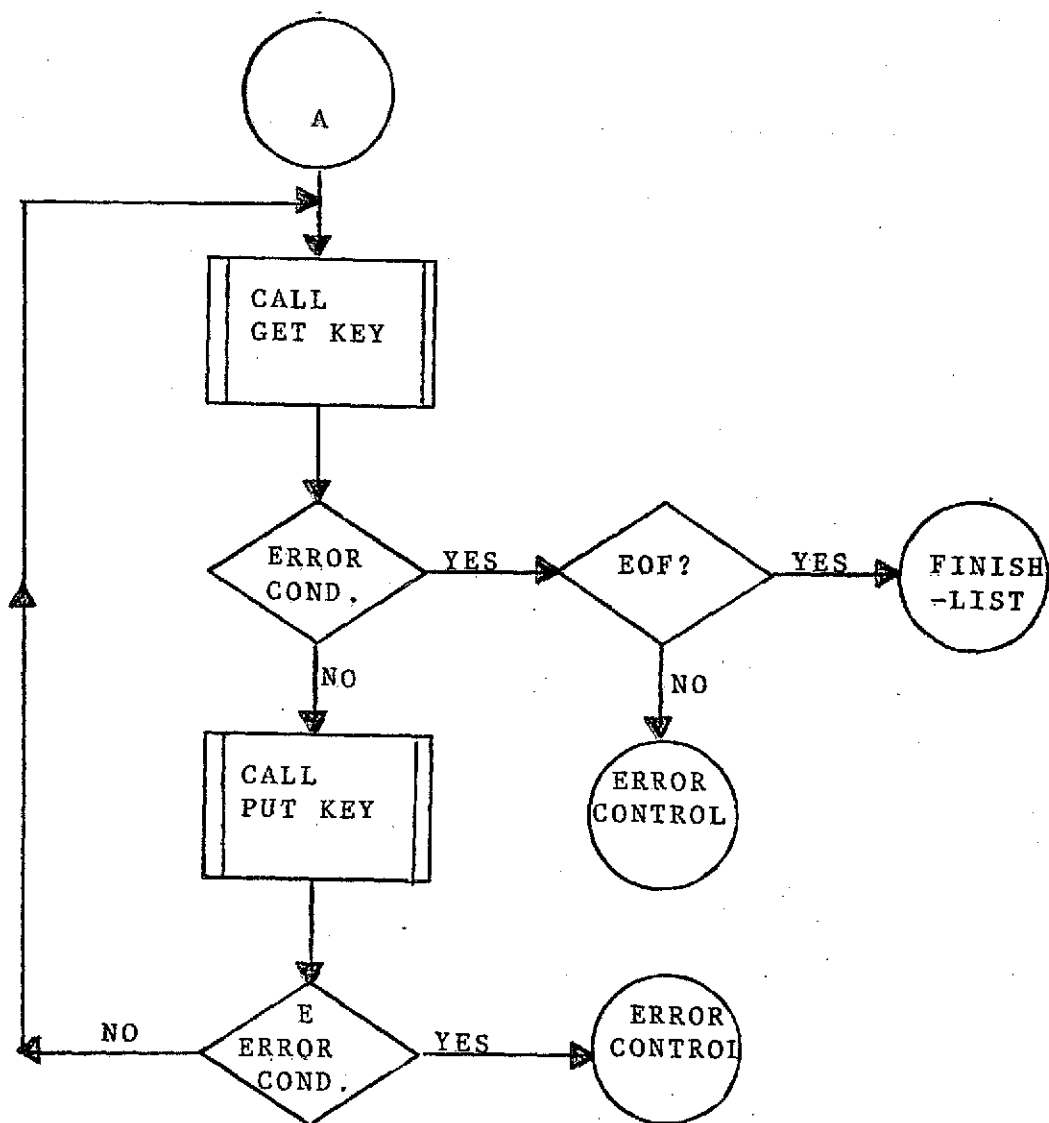 A
CALL
GET KEY
ERROR
COND.
YES
EOF?
YES
FINISH
-LIST
NO
NO
CALL
PUT KEY
ERROR
CONTROL
E
ERROR
COND.
NO
YES
ERROR
CONTROL